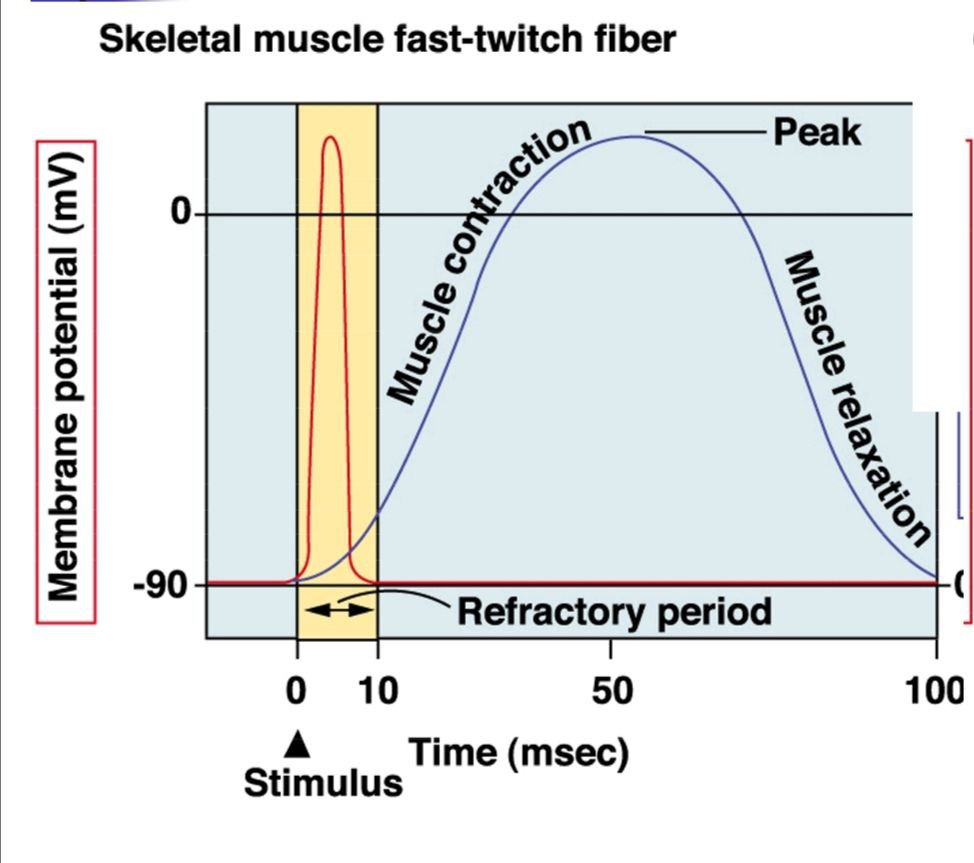 Skeletal muscle fast-twitch fiber
Membrane potential (mV)
Muscle contraction
Peak
0
Muscle relaxation
-90
Refractory period
0 10 50 100
Time (msec)
Stimulus